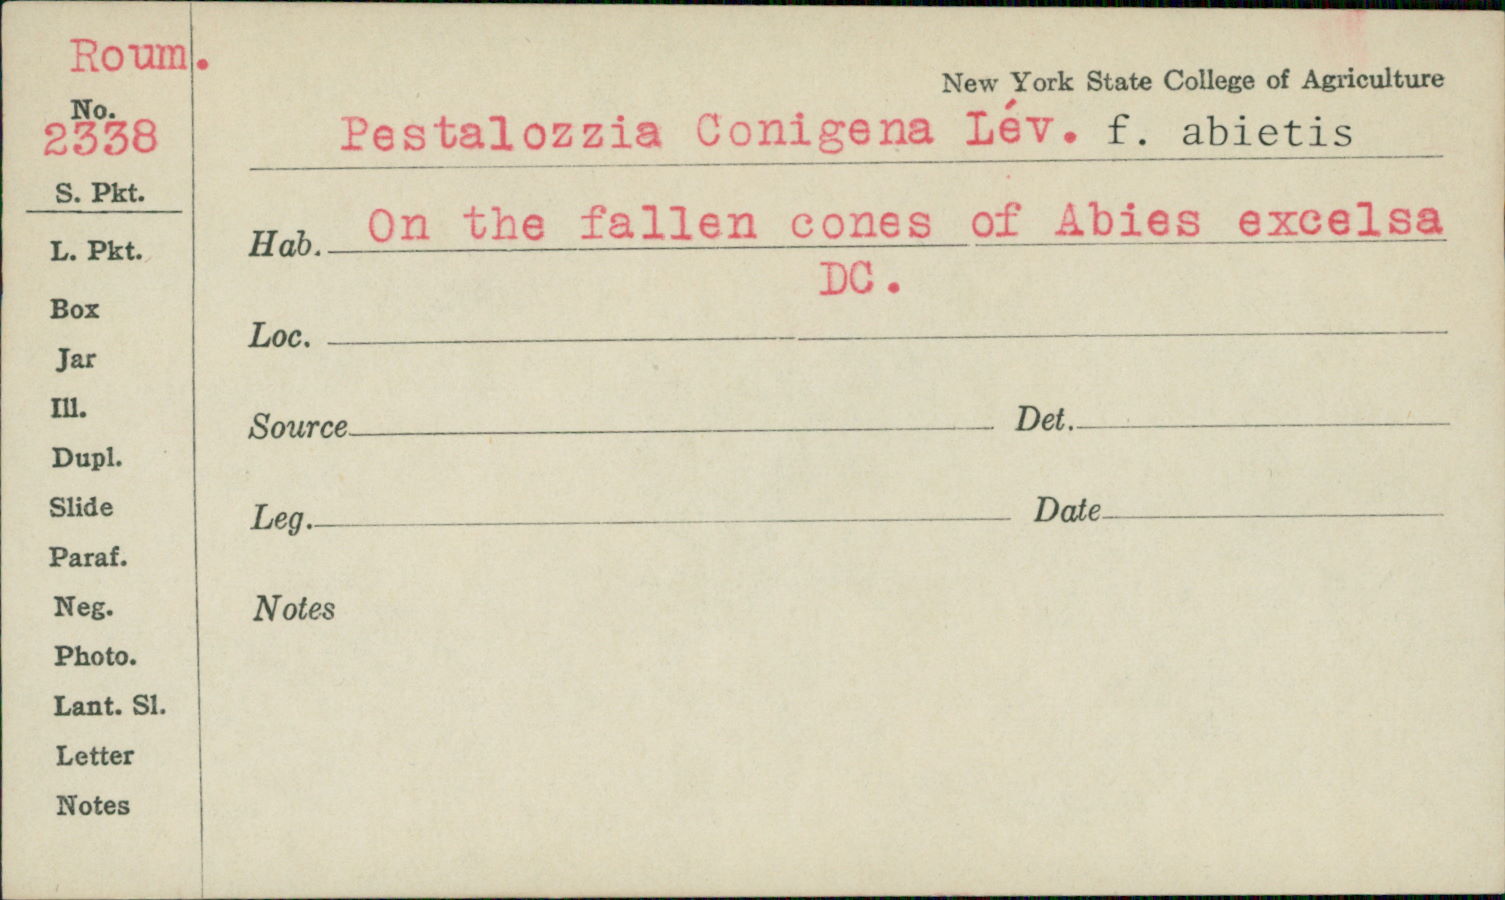 Roum.
No.
2338
S. Pkt.
L. Pkt.
Box
Jar
Ill.
Dupl.
Slide
Paraf.
Neg.
Photo.
Lant. Sl.
Letter
Notes
New York State College of Agriculture
Pestalozzia Conigena Lév. f. abietis
Hab. On the fallen cones of Abies excelsa
DC.
Loc.
Source Det.
Leg. Date
Notes